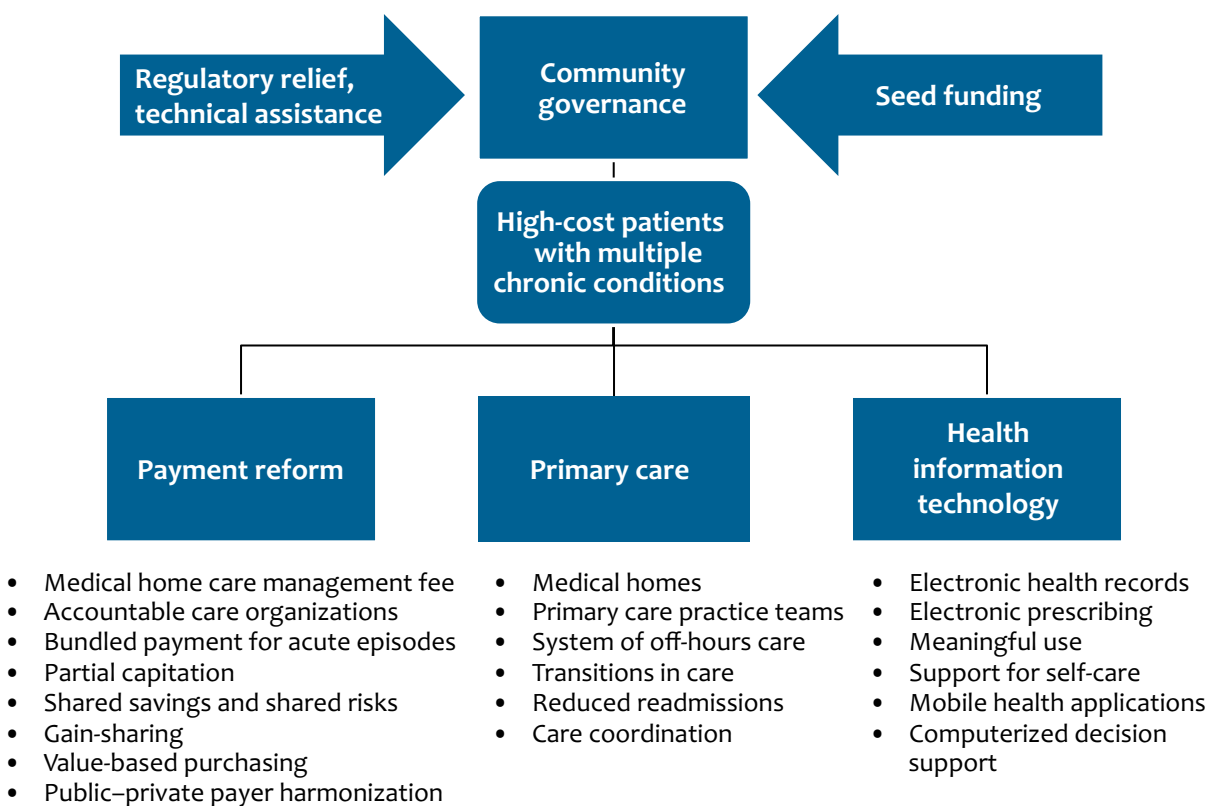 Regulatory relief,
technical assistance
Community
governance
Seed funding
High-cost patients
with multiple
chronic conditions
Payment reform
Primary care
Health
information
technology
• Medical home care management fee
• Accountable care organizations
• Bundled payment for acute episodes
• Partial capitation
• Shared savings and shared risks
• Gain-sharing
• Value-based purchasing
• Public–private payer harmonization
• Medical homes
• Primary care practice teams
• System of off-hours care
• Transitions in care
• Reduced readmissions
• Care coordination
• Electronic health records
• Electronic prescribing
• Meaningful use
• Support for self-care
• Mobile health applications
• Computerized decision
support